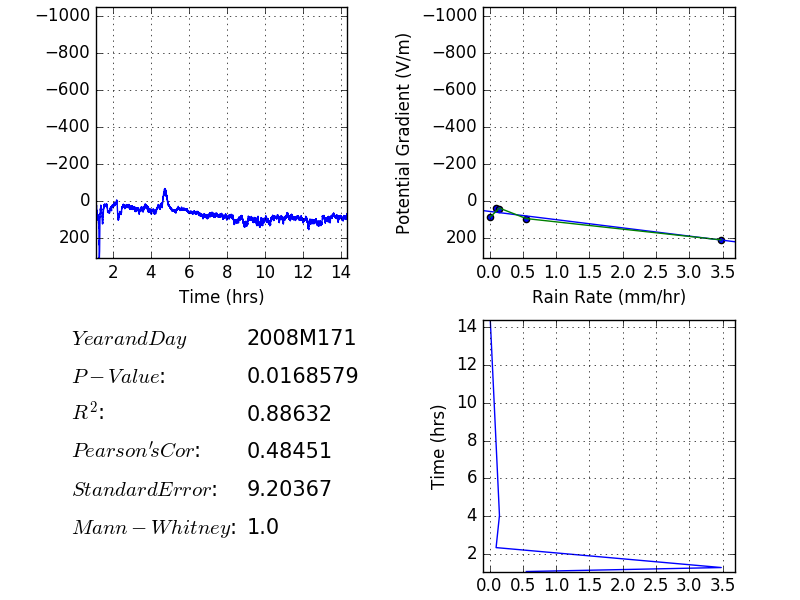 −1000
−800
−600
−400
−200
0
200
2 4 6 8 10 12 14
Time (hrs)
Potential Gradient (V/m)
−1000
−800
−600
−400
−200
0
200
0.0 0.5 1.0 1.5 2.0 2.5 3.0 3.5
Rain Rate (mm/hr)
YearandDay 2008M171
P−Value: 0.0168579
R²: 0.88632
Pearson'sCor: 0.48451
StandardError: 9.20367
Mann−Whitney: 1.0
Time (hrs)
14
12
10
8
6
4
2
0.0 0.5 1.0 1.5 2.0 2.5 3.0 3.5